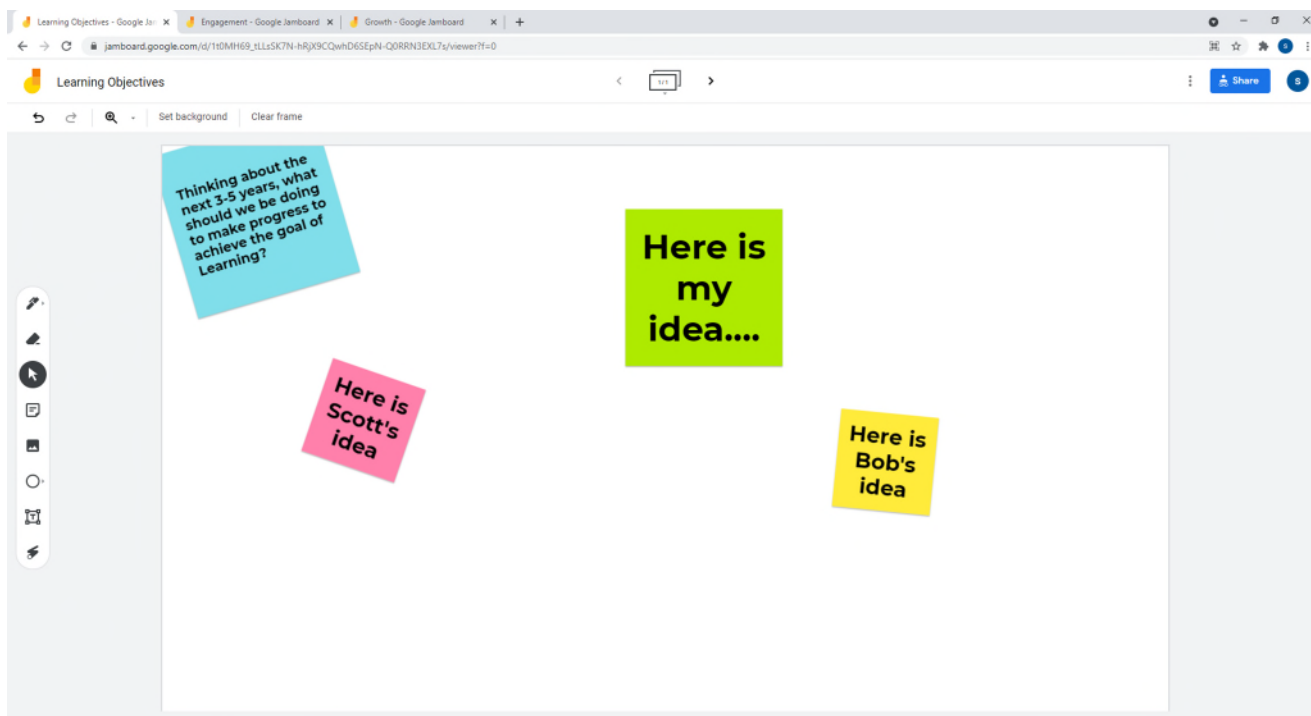 Learning Objectives - Google Ja
Engagement - Google Jamboard
Growth - Google Jamboard
jamboard.google.com/d/1t0MH69_tLLsSK7N-hRjX9CQwhD6SEpN-Q0RRN3EXL7s/viewer?f=0
Learning Objectives
1/1
Share
S
Set background
Clear frame
Thinking about the
next 3-5 years, what
should we be doing
to make progress to
achieve the goal of
Learning?
Here is
my
idea....
Here is
Scott's
idea
Here is
Bob's
idea